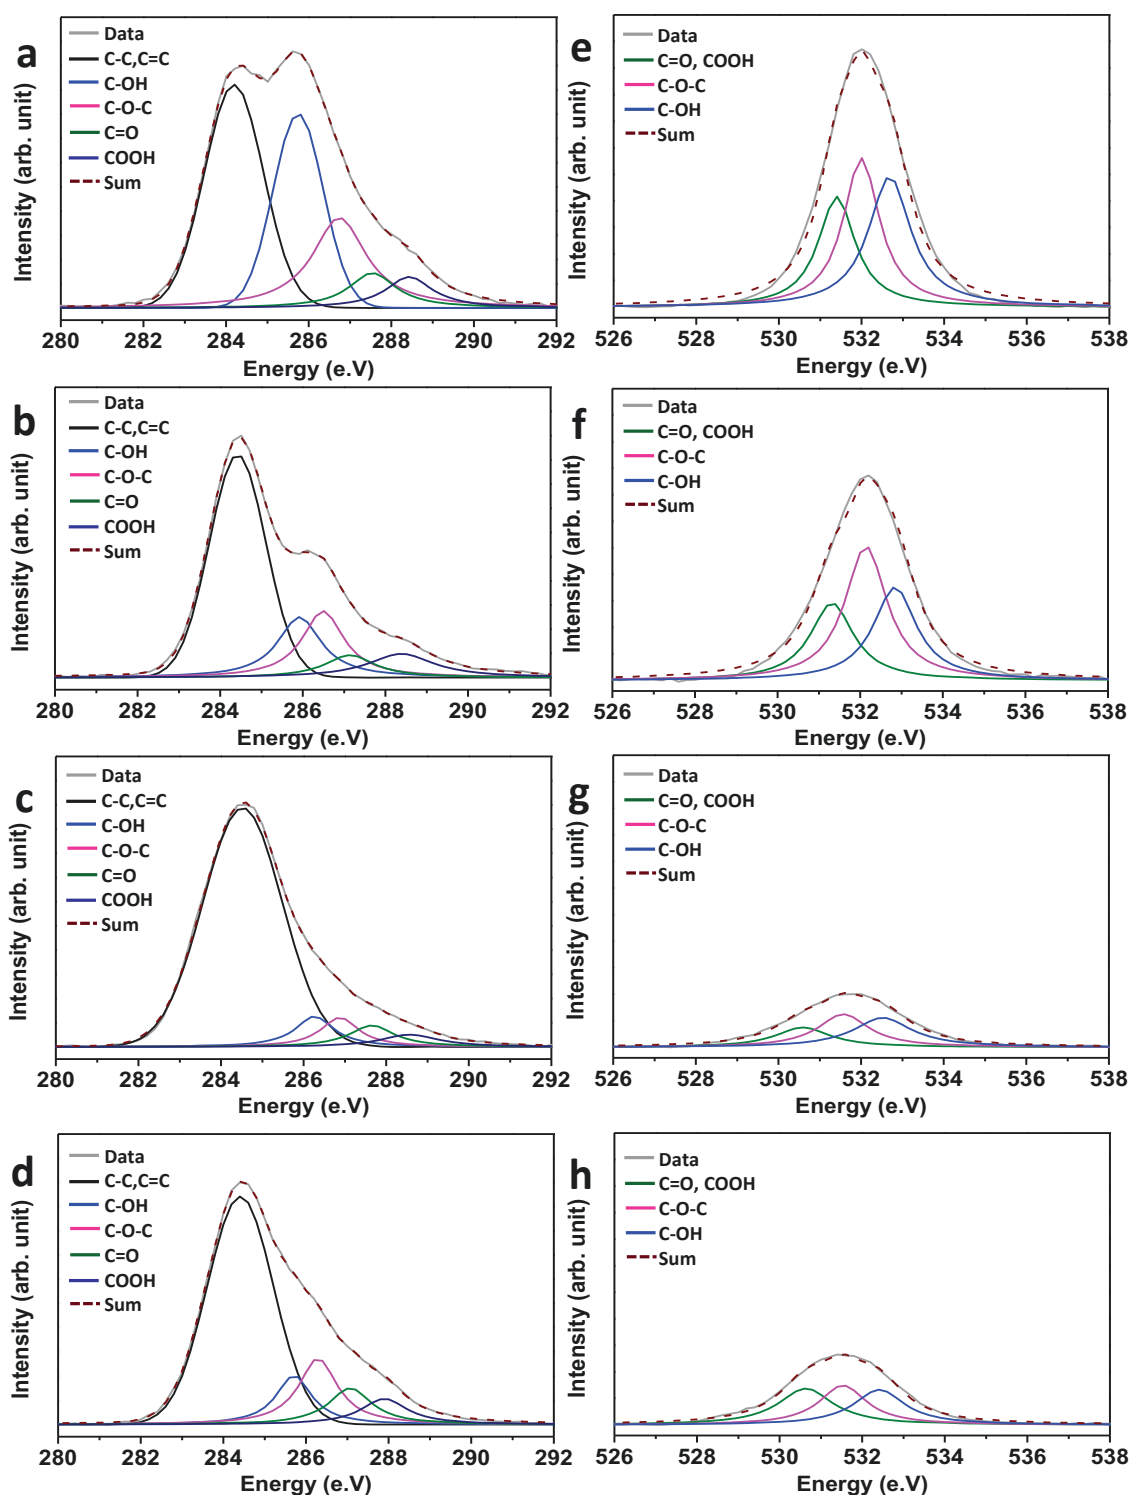 a
Data
C-C,C=C
C-OH
C-O-C
C=O
COOH
Sum
Intensity (arb. unit)
280 282 284 286 288 290 292
Energy (e.V)
e
Data
C=O, COOH
C-O-C
C-OH
Sum
Intensity (arb. unit)
526 528 530 532 534 536 538
Energy (e.V)
b
Data
C-C,C=C
C-OH
C-O-C
C=O
COOH
Sum
Intensity (arb. unit)
280 282 284 286 288 290 292
Energy (e.V)
f
Data
C=O, COOH
C-O-C
C-OH
Sum
Intensity (arb. unit)
526 528 530 532 534 536 538
Energy (e.V)
c
Data
C-C,C=C
C-OH
C-O-C
C=O
COOH
Sum
Intensity (arb. unit)
280 282 284 286 288 290 292
Energy (e.V)
g
Data
C=O, COOH
C-O-C
C-OH
Sum
Intensity (arb. unit)
526 528 530 532 534 536 538
Energy (e.V)
d
Data
C-C,C=C
C-OH
C-O-C
C=O
COOH
Sum
Intensity (arb. unit)
280 282 284 286 288 290 292
Energy (e.V)
h
Data
C=O, COOH
C-O-C
C-OH
Sum
Intensity (arb. unit)
526 528 530 532 534 536 538
Energy (e.V)